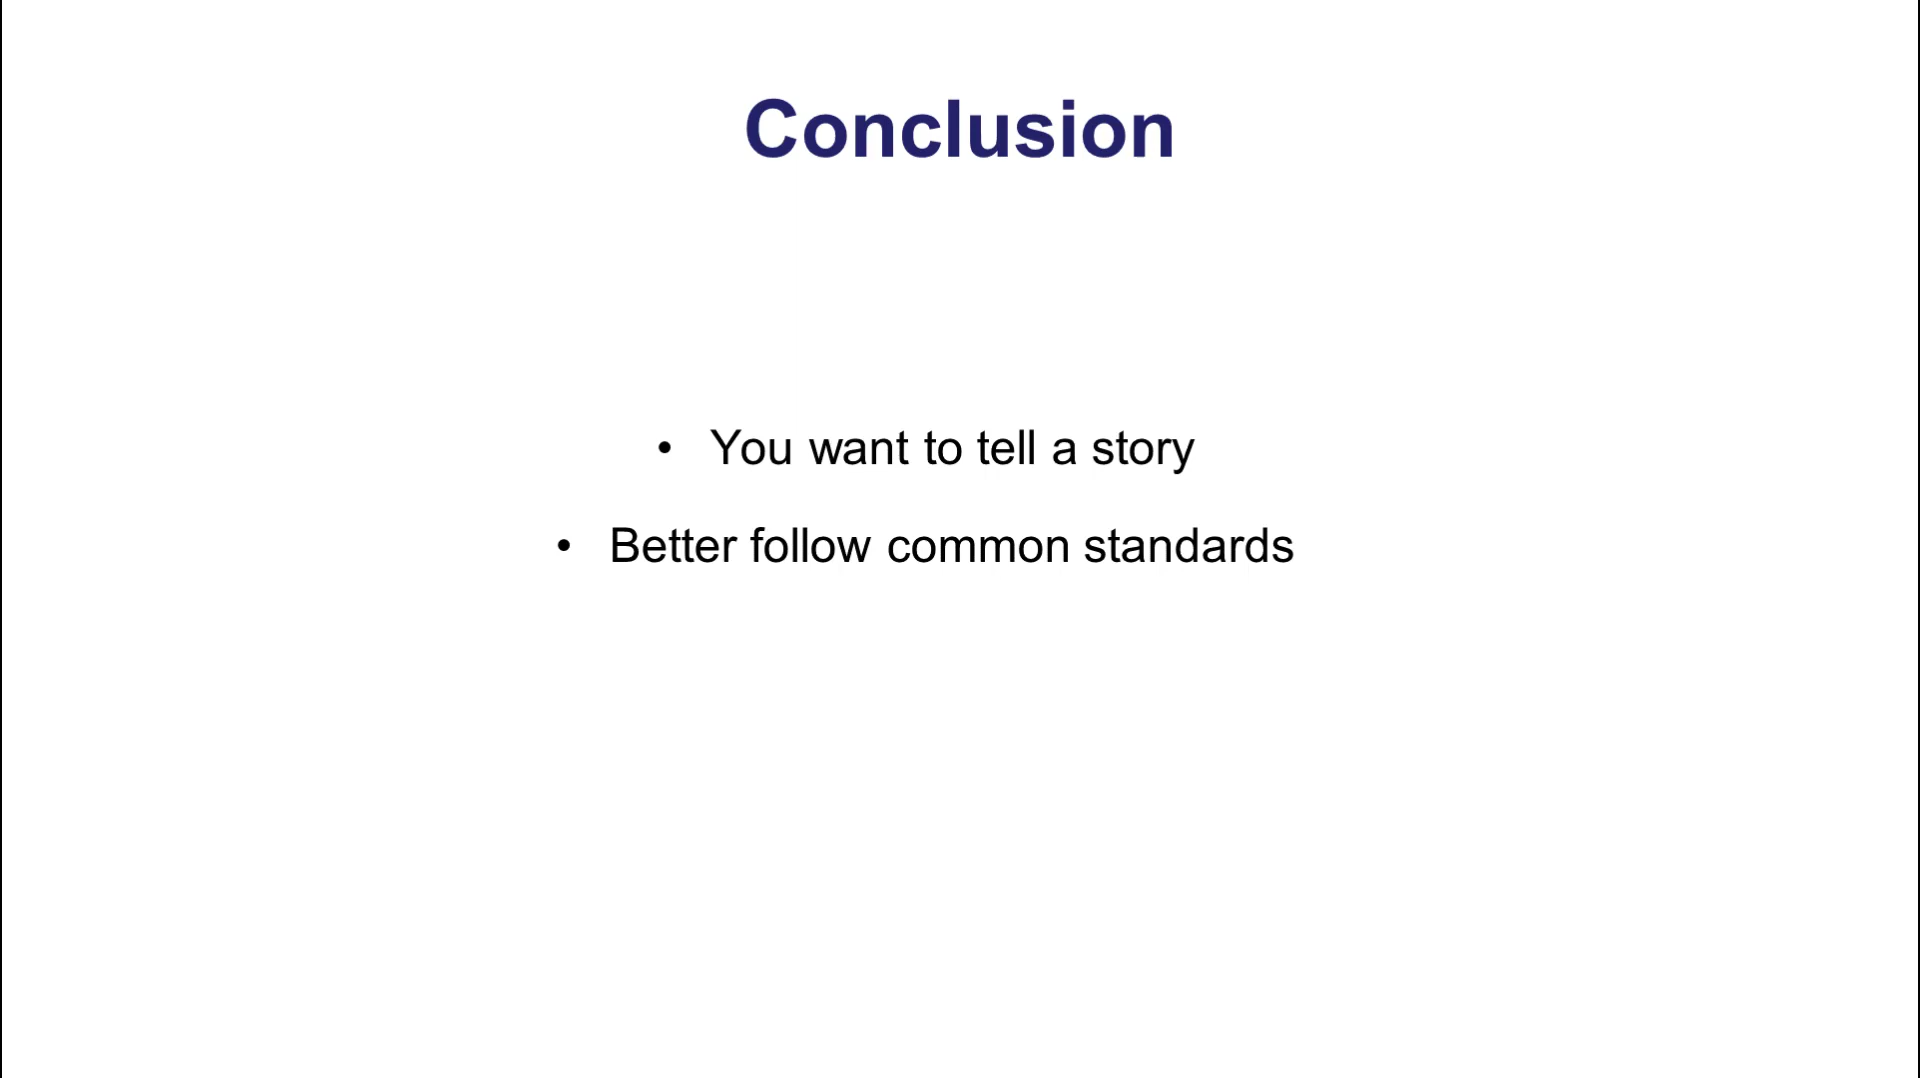 Conclusion
• You want to tell a story
• Better follow common standards